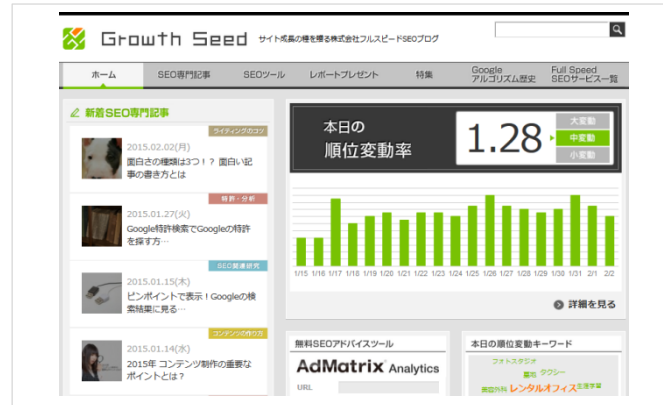 Growth Seed サイト成長の種を撮る株式会社フルスピードSEOブログ
ホーム
SEO専門記事
SEOツール
レポートプレゼント
特集
Google
アルゴリズム歴史
Full Speed
SEOサービス一覧
新着SEO専門記事
ライティングのコツ
2015.02.02(月)
面白さの種類は3つ！？ 面白い記
事の書き方とは
特許・分析
2015.01.27(火)
Google特許検索でGoogleの特許
を探す方…
SEO関連研究
2015.01.15(木)
ピンポイントで表示！Googleの検
索結果に見る…
コンテンツの作り方
2015.01.14(水)
2015年 コンテンツ制作の重要な
ポイントとは？
本日の
順位変動率
1.28
大変動
中変動
小変動
1/15 1/16 1/17 1/18 1/19 1/20 1/21 1/22 1/23 1/24 1/25 1/26 1/27 1/28 1/29 1/30 1/31 2/1 2/2
詳細を見る
無料SEOアドバイスツール
AdMatrix Analytics
URL
本日の順位変動キーワード
フォトスタジオ
墓地 タクシー
美容外科 レンタルオフィス 生涯学習